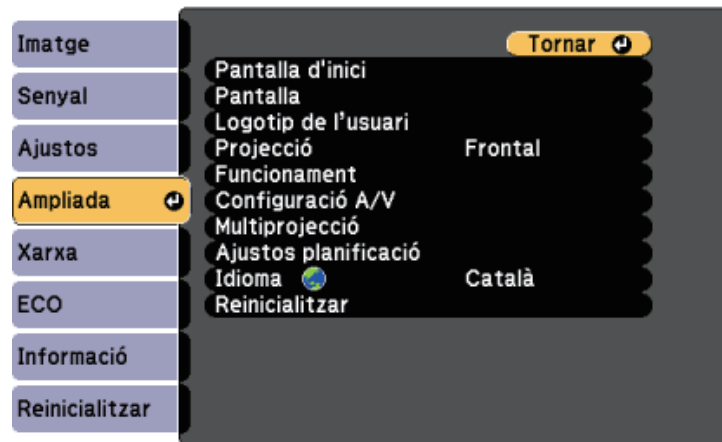 Imatge
Senyal
Ajustos
Ampliada
Xarxa
ECO
Informació
Reinicialitzar
Tornar
Pantalla d'inici
Pantalla
Logotip de l’usuari
Projecció Frontal
Funcionament
Configuració A/V
Multiprojecció
Ajustos planificació
Idioma Català
Reinicialitzar